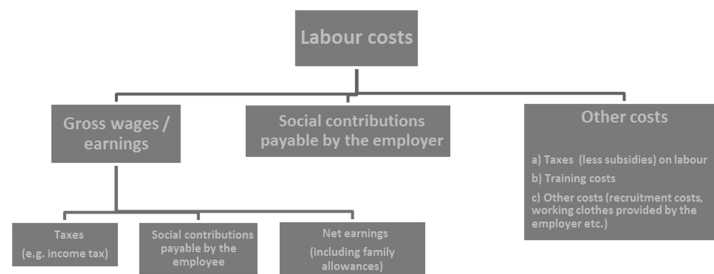 Labour costs
Gross wages /
earnings
Social contributions
payable by the employer
Other costs
a) Taxes (less subsidies) on labour
b) Training costs
c) Other costs (recruitment costs,
working clothes provided by the
employer etc.)
Taxes
(e.g. income tax)
Social contributions
payable by the
employee
Net earnings
(including family
allowances)